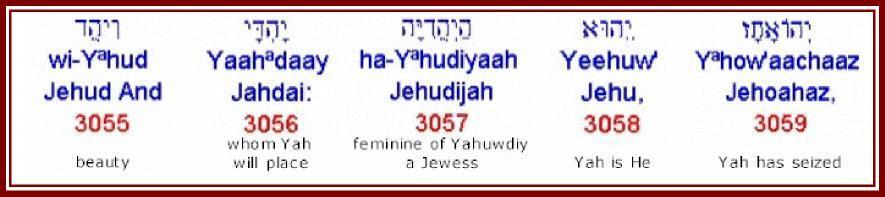 וִיהֻד יָהְדָּי הַיְהֻדִיָּה יֵהוּא יְהוֹאָחָז
wi-Yᵃhud Yaahᵃdaay ha-Yᵃhudiyaah Yeehuw' Yᵃhow'aachaaz
Jehud And Jahdai: Jehudijah Jehu, Jehoahaz,
3055 3056 3057 3058 3059
whom Yah feminine of Yahuwdiy
beauty will place a Jewess Yah is He Yah has seized